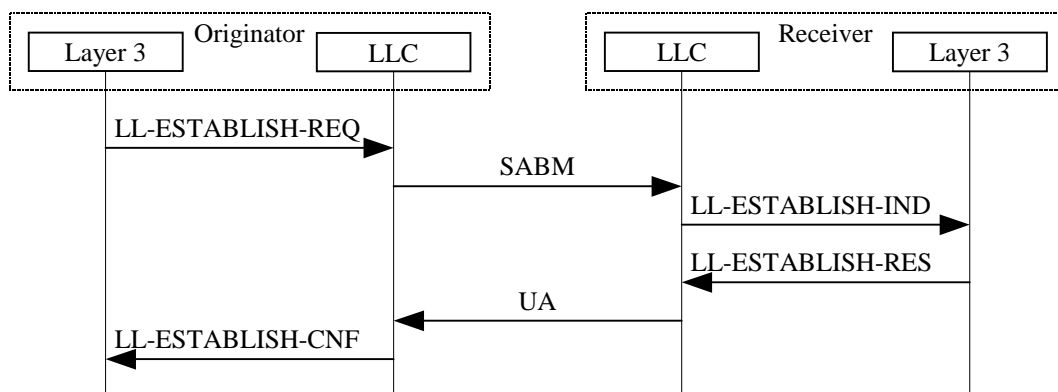 Originator
Receiver
Layer 3
LLC
LLC
Layer 3
LL-ESTABLISH-REQ
SABM
LL-ESTABLISH-IND
LL-ESTABLISH-RES
UA
LL-ESTABLISH-CNF